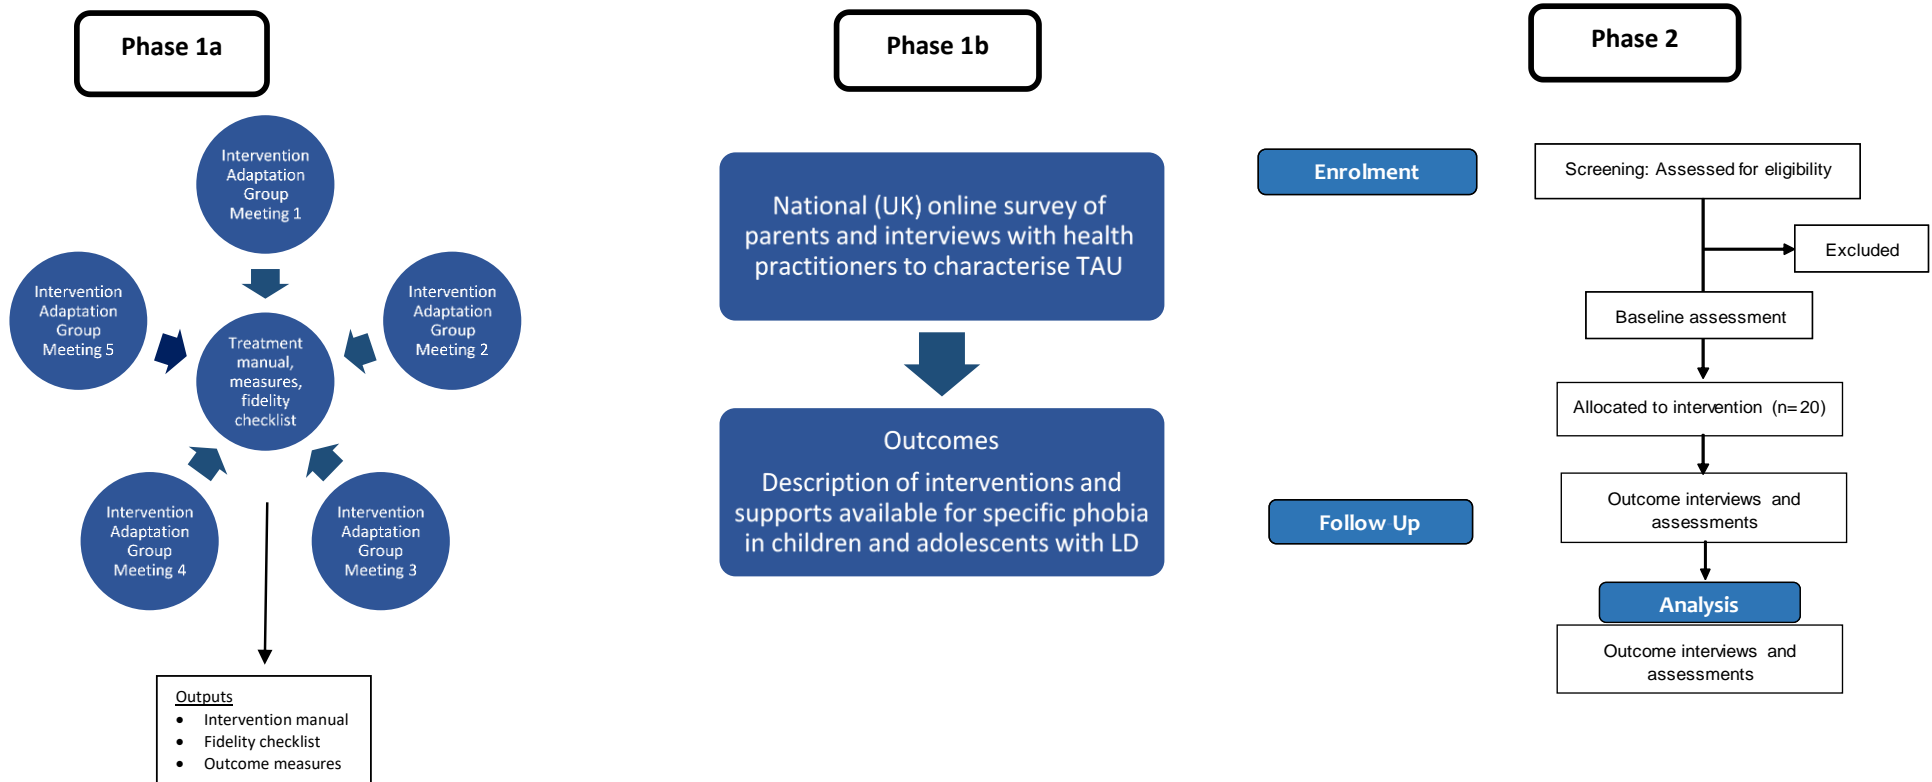 Phase 1a
Intervention
Adaptation
Group
Meeting 1
Intervention
Adaptation
Group
Meeting 5
Intervention
Adaptation
Group
Meeting 2
Treatment
manual,
measures,
fidelity
checklist
Intervention
Adaptation
Group
Meeting 4
Intervention
Adaptation
Group
Meeting 3
Outputs
• Intervention manual
• Fidelity checklist
• Outcome measures
Phase 1b
National (UK) online survey of
parents and interviews with health
practitioners to characterise TAU
Outcomes
Description of interventions and
supports available for specific phobia
in children and adolescents with LD
Phase 2
Enrolment
Screening: Assessed for eligibility
Excluded
Baseline assessment
Allocated to intervention (n=20)
Follow Up
Outcome interviews and
assessments
Analysis
Outcome interviews and
assessments